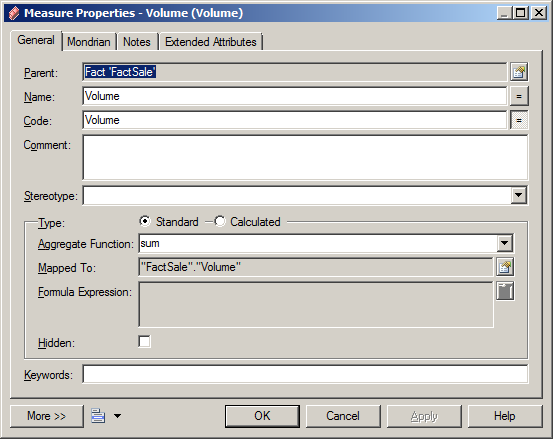 Measure Properties - Volume (Volume)
General Mondrian Notes Extended Attributes
Parent: Fact 'FactSale'
Name: Volume =
Code: Volume =
Comment:
Stereotype:
Type: Standard Calculated
Aggregate Function: sum
Mapped To: "FactSale"."Volume"
Formula Expression:
Hidden:
Keywords:
More >> OK Cancel Apply Help